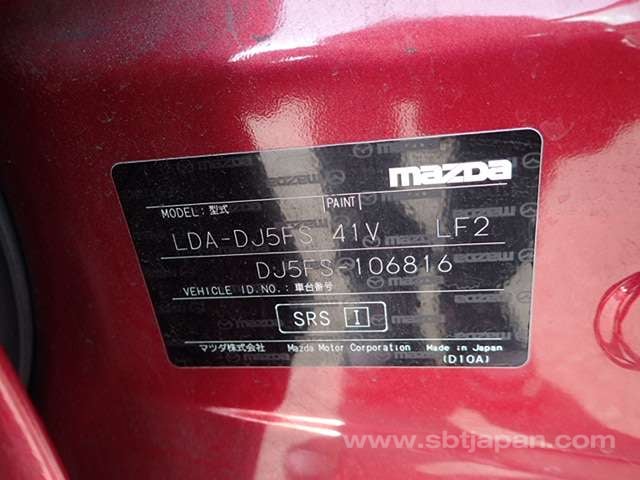 mazda
MODEL: 型式 PAINT
LDA-DJ5FS 41V LF2
DJ5FS-106816
VEHICLE ID.NO.: 車台番号
SRS I
マツダ株式会社 Mazda Motor Corporation Made in Japan
(D10A)
www.sbtjapan.com